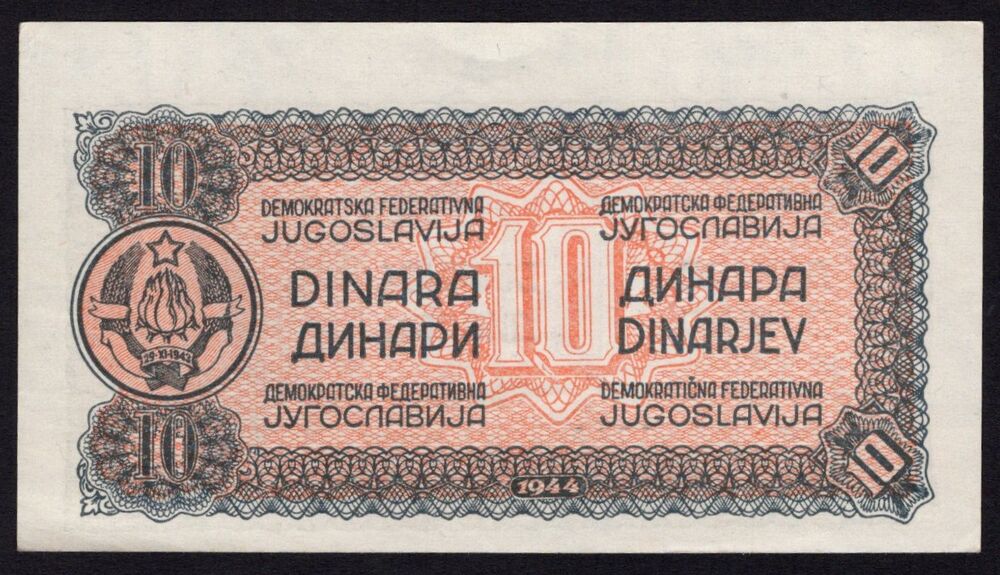 10
10
DEMOKRATSKA FEDERATIVNA
JUGOSLAVIJA
ДЕМОКРАТСКА ФЕДЕРАТИВНА
ЈУГОСЛАВИЈА
10
DINARA
ДИНАРИ
ДИНАРА
DINARJEV
29·XI·1943
ДЕМОКРАТСКА ФЕДЕРАТИВНА
ЈУГОСЛАВИЈА
DEMOKRATIČNA FEDERATIVNA
JUGOSLAVIJA
10
10
1944